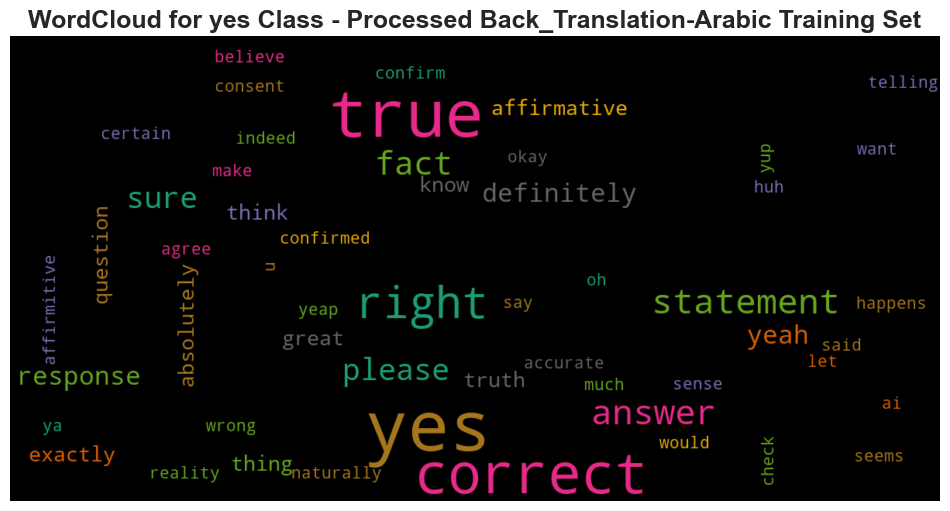 WordCloud for yes Class - Processed Back_Translation-Arabic Training Set
believe
confirm
telling
consent
true
affirmative
certain
indeed
yup
want
fact
okay
make
know
huh
sure
definitely
think
question
confirmed
agree
u
affirmitive
absolutely
oh
right
say
statement
happens
yeap
great
yeah
said
accurate
let
response
please
truth
much
sense
ai
yes
answer
ya
wrong
would
exactly
thing
check
seems
reality
naturally
correct